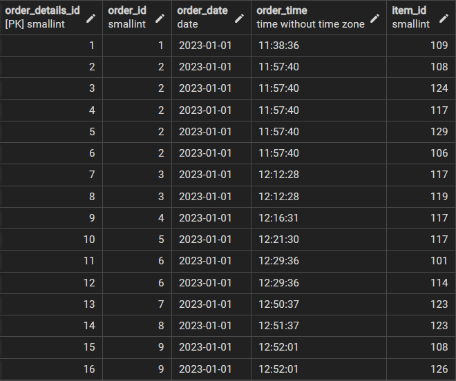 order_details_id order_id order_date order_time item_id
[PK] smallint smallint date time without time zone smallint
1 1 2023-01-01 11:38:36 109
2 2 2023-01-01 11:57:40 108
3 2 2023-01-01 11:57:40 124
4 2 2023-01-01 11:57:40 117
5 2 2023-01-01 11:57:40 129
6 2 2023-01-01 11:57:40 106
7 3 2023-01-01 12:12:28 117
8 3 2023-01-01 12:12:28 119
9 4 2023-01-01 12:16:31 117
10 5 2023-01-01 12:21:30 117
11 6 2023-01-01 12:29:36 101
12 6 2023-01-01 12:29:36 114
13 7 2023-01-01 12:50:37 123
14 8 2023-01-01 12:51:37 123
15 9 2023-01-01 12:52:01 108
16 9 2023-01-01 12:52:01 126